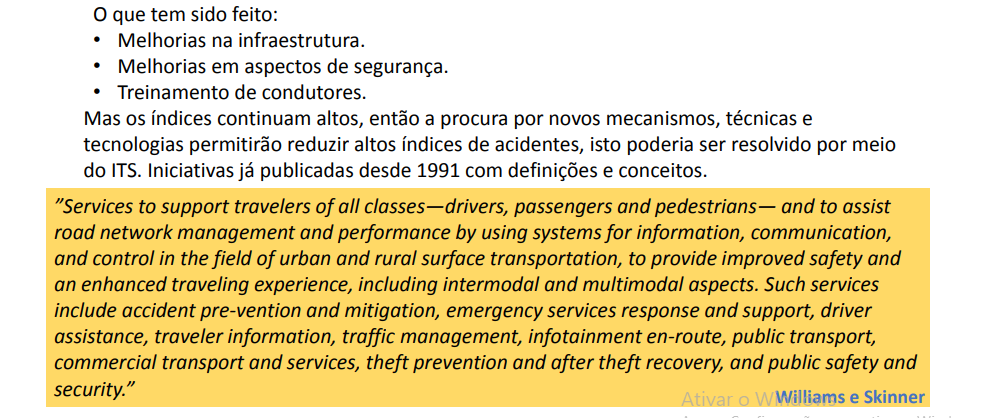 O que tem sido feito:
• Melhorias na infraestrutura.
• Melhorias em aspectos de segurança.
• Treinamento de condutores.
Mas os índices continuam altos, então a procura por novos mecanismos, técnicas e
tecnologias permitirão reduzir altos índices de acidentes, isto poderia ser resolvido por meio
do ITS. Iniciativas já publicadas desde 1991 com definições e conceitos.
”Services to support travelers of all classes—drivers, passengers and pedestrians— and to assist
road network management and performance by using systems for information, communication,
and control in the field of urban and rural surface transportation, to provide improved safety and
an enhanced traveling experience, including intermodal and multimodal aspects. Such services
include accident pre-vention and mitigation, emergency services response and support, driver
assistance, traveler information, traffic management, infotainment en-route, public transport,
commercial transport and services, theft prevention and after theft recovery, and public safety and
security.”
Ativar o Windows
Williams e Skinner